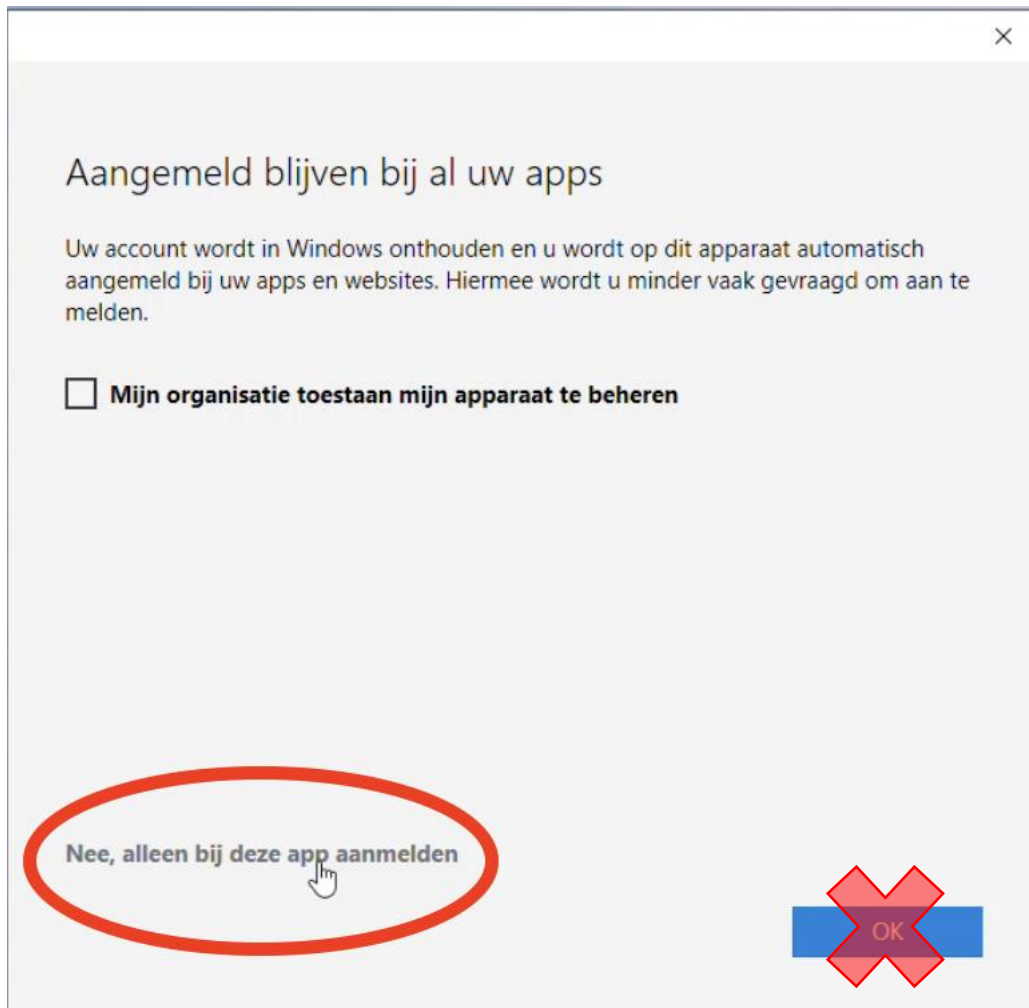 Aangemeld blijven bij al uw apps
Uw account wordt in Windows onthouden en u wordt op dit apparaat automatisch
aangemeld bij uw apps en websites. Hiermee wordt u minder vaak gevraagd om aan te
melden.
Mijn organisatie toestaan mijn apparaat te beheren
Nee, alleen bij deze app aanmelden
OK